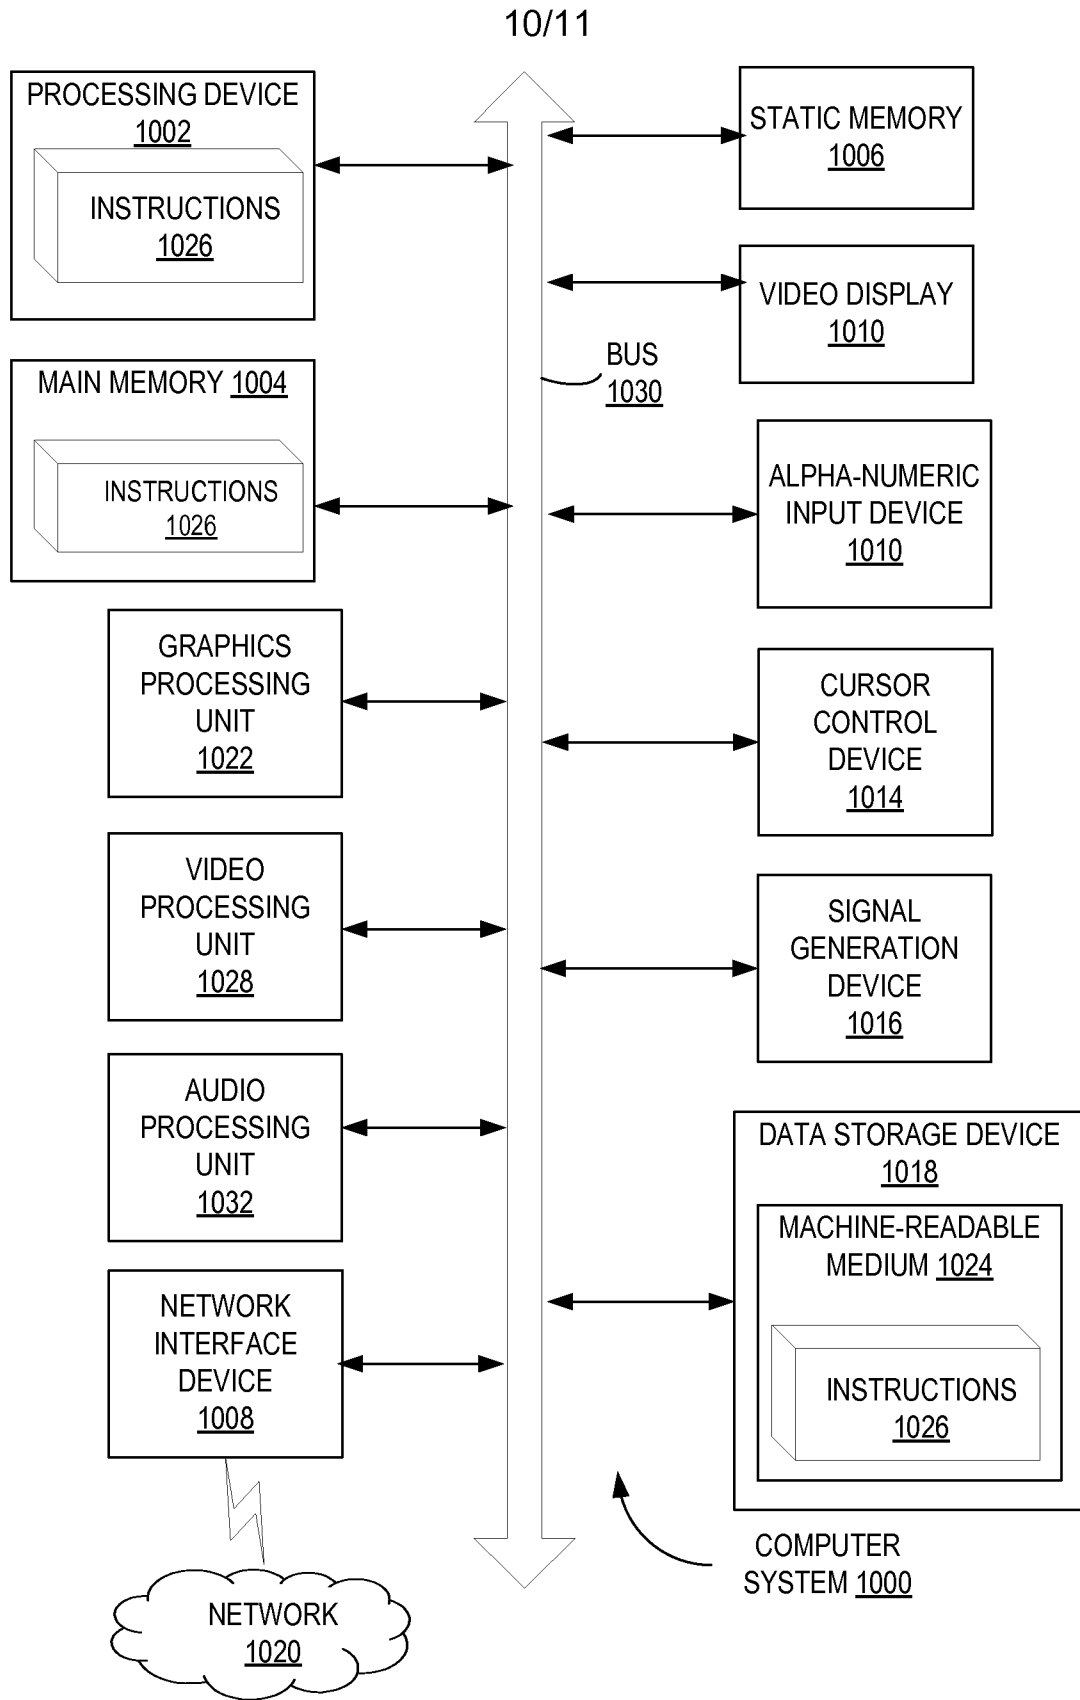 10/11
PROCESSING DEVICE
1002
INSTRUCTIONS
1026
MAIN MEMORY 1004
INSTRUCTIONS
1026
GRAPHICS
PROCESSING
UNIT
1022
VIDEO
PROCESSING
UNIT
1028
AUDIO
PROCESSING
UNIT
1032
NETWORK
INTERFACE
DEVICE
1008
NETWORK
1020
BUS
1030
STATIC MEMORY
1006
VIDEO DISPLAY
1010
ALPHA-NUMERIC
INPUT DEVICE
1010
CURSOR
CONTROL
DEVICE
1014
SIGNAL
GENERATION
DEVICE
1016
DATA STORAGE DEVICE
1018
MACHINE-READABLE
MEDIUM 1024
INSTRUCTIONS
1026
COMPUTER
SYSTEM 1000